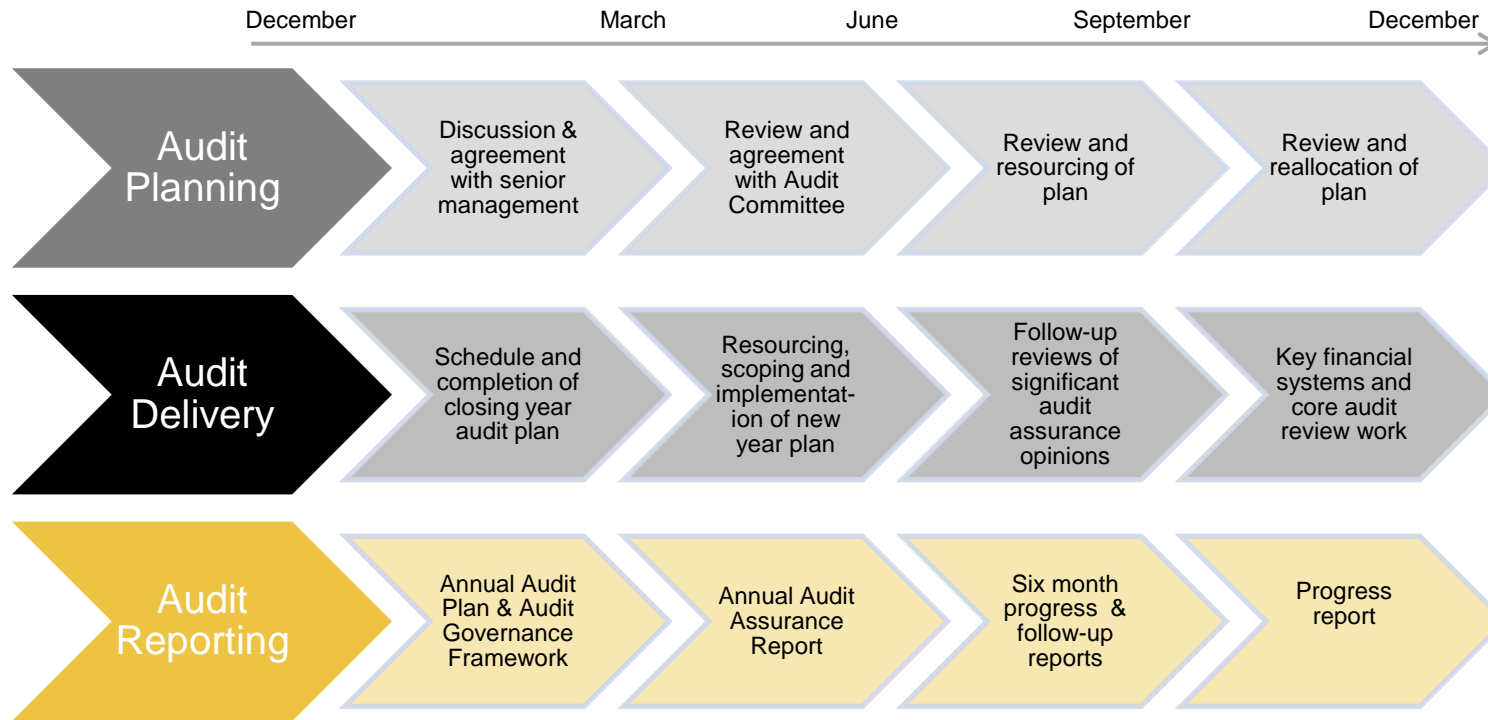 December March June September December
Audit
Planning
Discussion &
agreement
with senior
management
Review and
agreement
with Audit
Committee
Review and
resourcing of
plan
Review and
reallocation of
plan
Audit
Delivery
Schedule and
completion of
closing year
audit plan
Resourcing,
scoping and
implementat-
ion of new
year plan
Follow-up
reviews of
significant
audit
assurance
opinions
Key financial
systems and
core audit
review work
Audit
Reporting
Annual Audit
Plan & Audit
Governance
Framework
Annual Audit
Assurance
Report
Six month
progress &
follow-up
reports
Progress
report